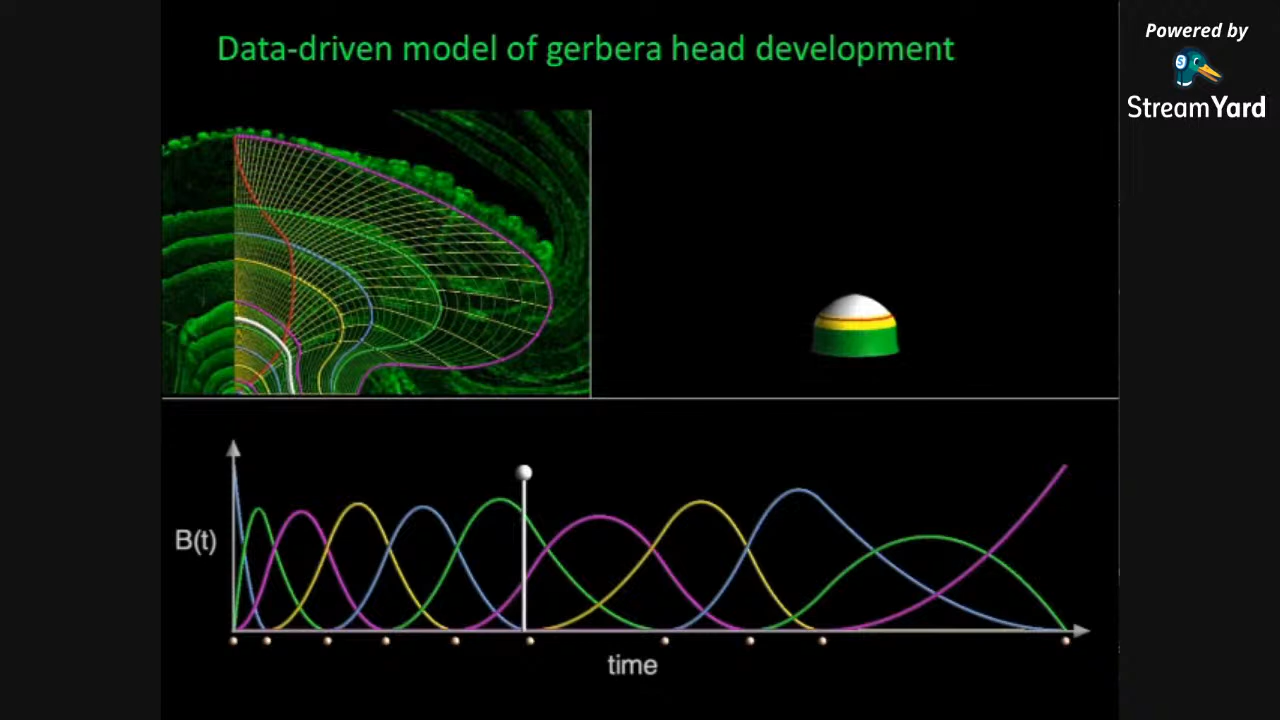 Data-driven model of gerbera head development
Powered by
StreamYard
B(t)
time